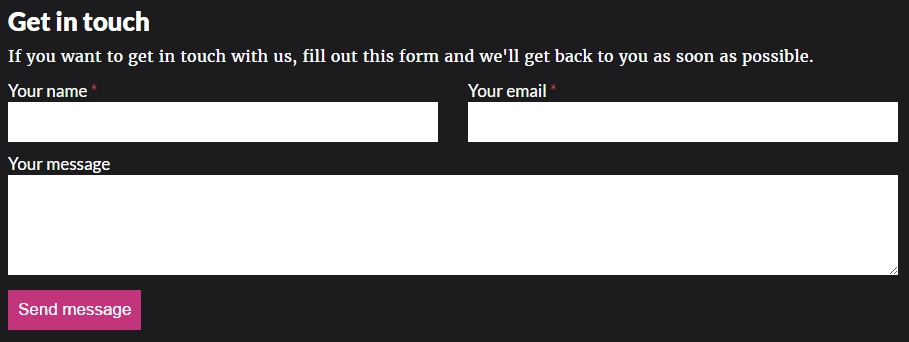 Get in touch
If you want to get in touch with us, fill out this form and we'll get back to you as soon as possible.
Your name * Your email *
Your message
Send message